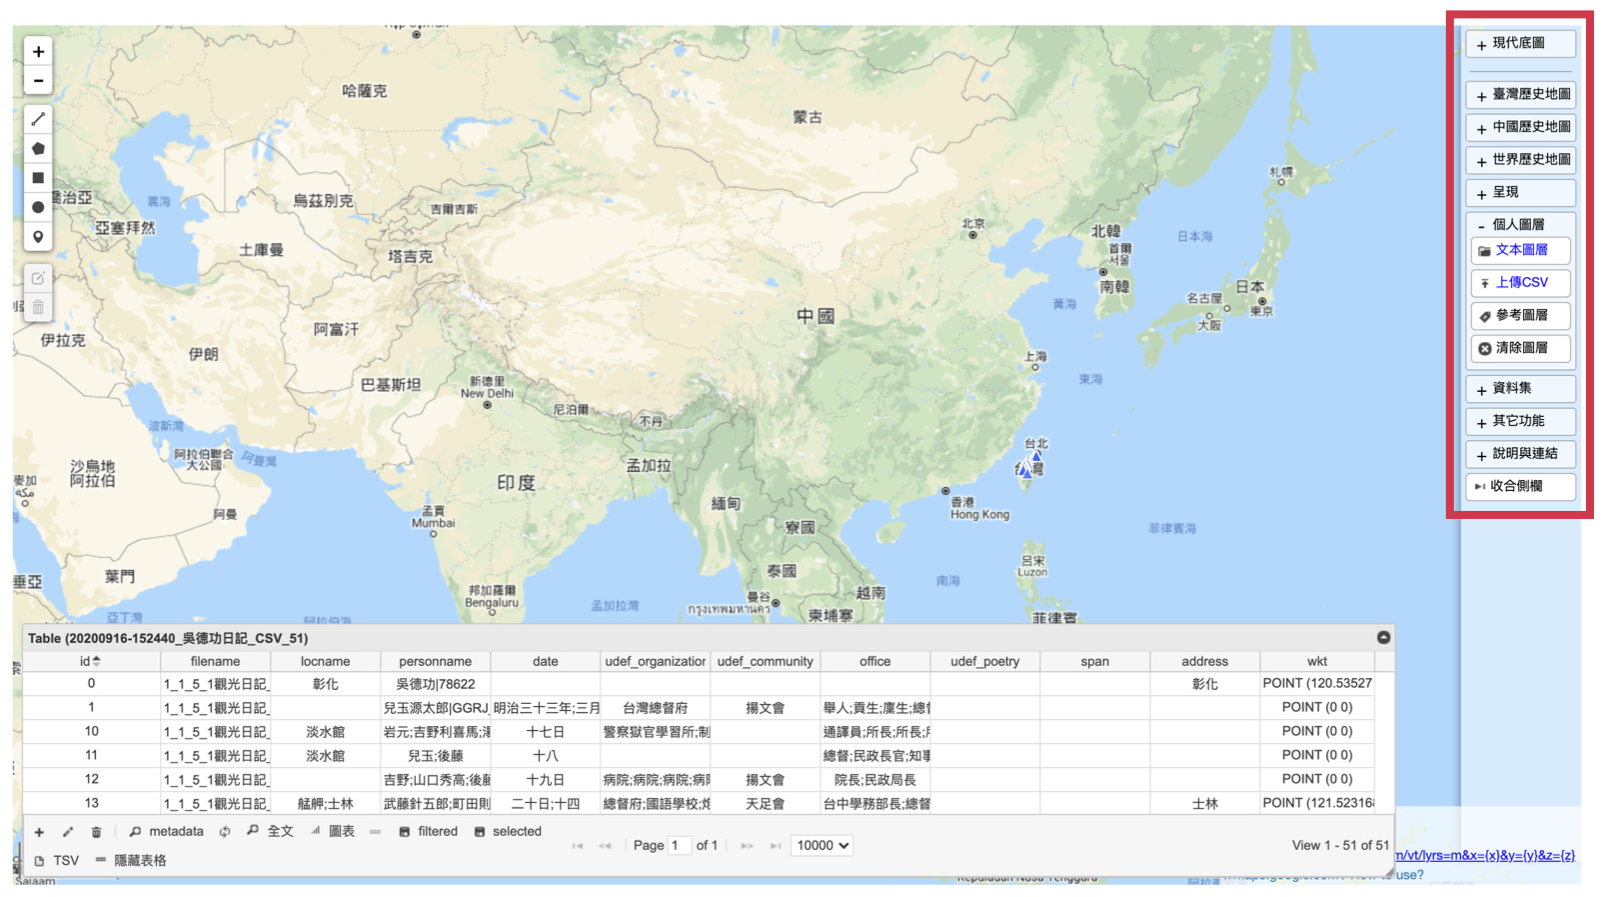 +
−
哈薩克
蒙古
喬治亞
裏海
亞塞拜然
烏茲別克
吉爾吉斯
土庫曼
塔吉克
北京
北韓
首爾
서울
南韓
日本海
札幌
日本
名古屋
東京
大阪
黃海
伊拉克
伊朗
阿富汗
中國
上海
東海
巴基斯坦
新德里
New Delhi
尼泊爾
不丹
波斯灣
阿拉伯聯合
大公國
阿曼灣
沙烏地
阿拉伯
麥加
مكة
阿曼
印度
孟加拉
孟買
Mumbai
緬甸
台北
台灣
香港
Hong Kong
寮國
菲律賓海
葉門
亞丁灣
阿拉伯海
邦加羅爾
Bengaluru
孟加拉灣
泰國
曼谷
กรุงเทพมหานคร
越南
柬埔寨
南海
呂宋
Luzon
菲律賓
+ 現代底圖
+ 臺灣歷史地圖
+ 中國歷史地圖
+ 世界歷史地圖
+ 呈現
- 個人圖層
文本圖層
上傳CSV
參考圖層
清除圖層
+ 資料集
+ 其它功能
+ 說明與連結
收合側欄
Table (20200916-152440_吳德功日記_CSV_51)
id filename locname personname date udef_organization udef_community office udef_poetry span address wkt
0 1_1_5_1觀光日記_ 彰化 吳德功|78622 彰化 POINT (120.53527
1 1_1_5_1觀光日記_ 兒玉源太郎|GGRJ_ 明治三十三年;三月 台灣總督府 揚文會 舉人;貢生;廩生;總督 POINT (0 0)
10 1_1_5_1觀光日記_ 淡水館 岩元;吉野利喜馬; 十七日 警察獄官學習所;制 通譯員;所長;所長; POINT (0 0)
11 1_1_5_1觀光日記_ 淡水館 兒玉;後藤 十八 總督;民政長官;知事 POINT (0 0)
12 1_1_5_1觀光日記_ 吉野;山口秀高;後藤 十九日 病院;病院;病院;病院 揚文會 院長;民政局長 POINT (0 0)
13 1_1_5_1觀光日記_ 艋舺;士林 武藤針五郎;町田則 二十日;十四 總督府;國語學校; 天足會 台中學務部長;總督 士林 POINT (121.523168
+ metadata 全文 圖表 filtered selected
Page 1 of 1 10000 View 1 - 51 of 51
TSV 隱藏表格
m/vt/lyrs=m&x={x}&y={y}&z={z}
use?